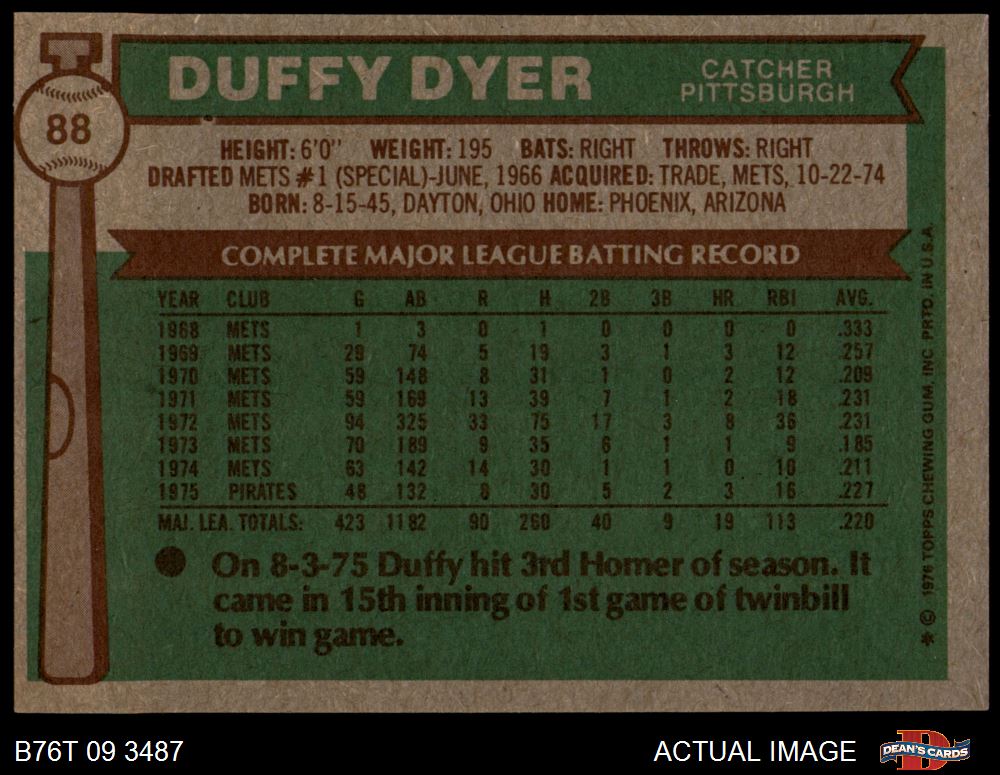 DUFFY DYER
CATCHER
PITTSBURGH
88
HEIGHT: 6'0" WEIGHT: 195 BATS: RIGHT THROWS: RIGHT
DRAFTED METS #1 (SPECIAL)-JUNE, 1966 ACQUIRED: TRADE, METS, 10-22-74
BORN: 8-15-45, DAYTON, OHIO HOME: PHOENIX, ARIZONA
COMPLETE MAJOR LEAGUE BATTING RECORD
YEAR CLUB G AB R H 2B 3B HR RBI AVG.
1968 METS 1 3 0 1 0 0 0 0 .333
1969 METS 29 74 5 19 3 1 3 12 .257
1970 METS 59 148 8 31 1 0 2 12 .209
1971 METS 59 169 13 39 7 1 2 18 .231
1972 METS 94 325 33 75 17 3 8 36 .231
1973 METS 70 189 9 35 6 1 1 9 .185
1974 METS 63 142 14 30 1 1 0 10 .211
1975 PIRATES 48 132 8 30 5 2 3 16 .227
MAJ. LEA. TOTALS: 423 1182 90 260 40 9 19 113 .220
● On 8-3-75 Duffy hit 3rd Homer of season. It
came in 15th inning of 1st game of twinbill
to win game.
* © 1976 TOPPS CHEWING GUM, INC. PRTD. IN U.S.A.
B76T 09 3487
ACTUAL IMAGE
DEAN'S CARDS